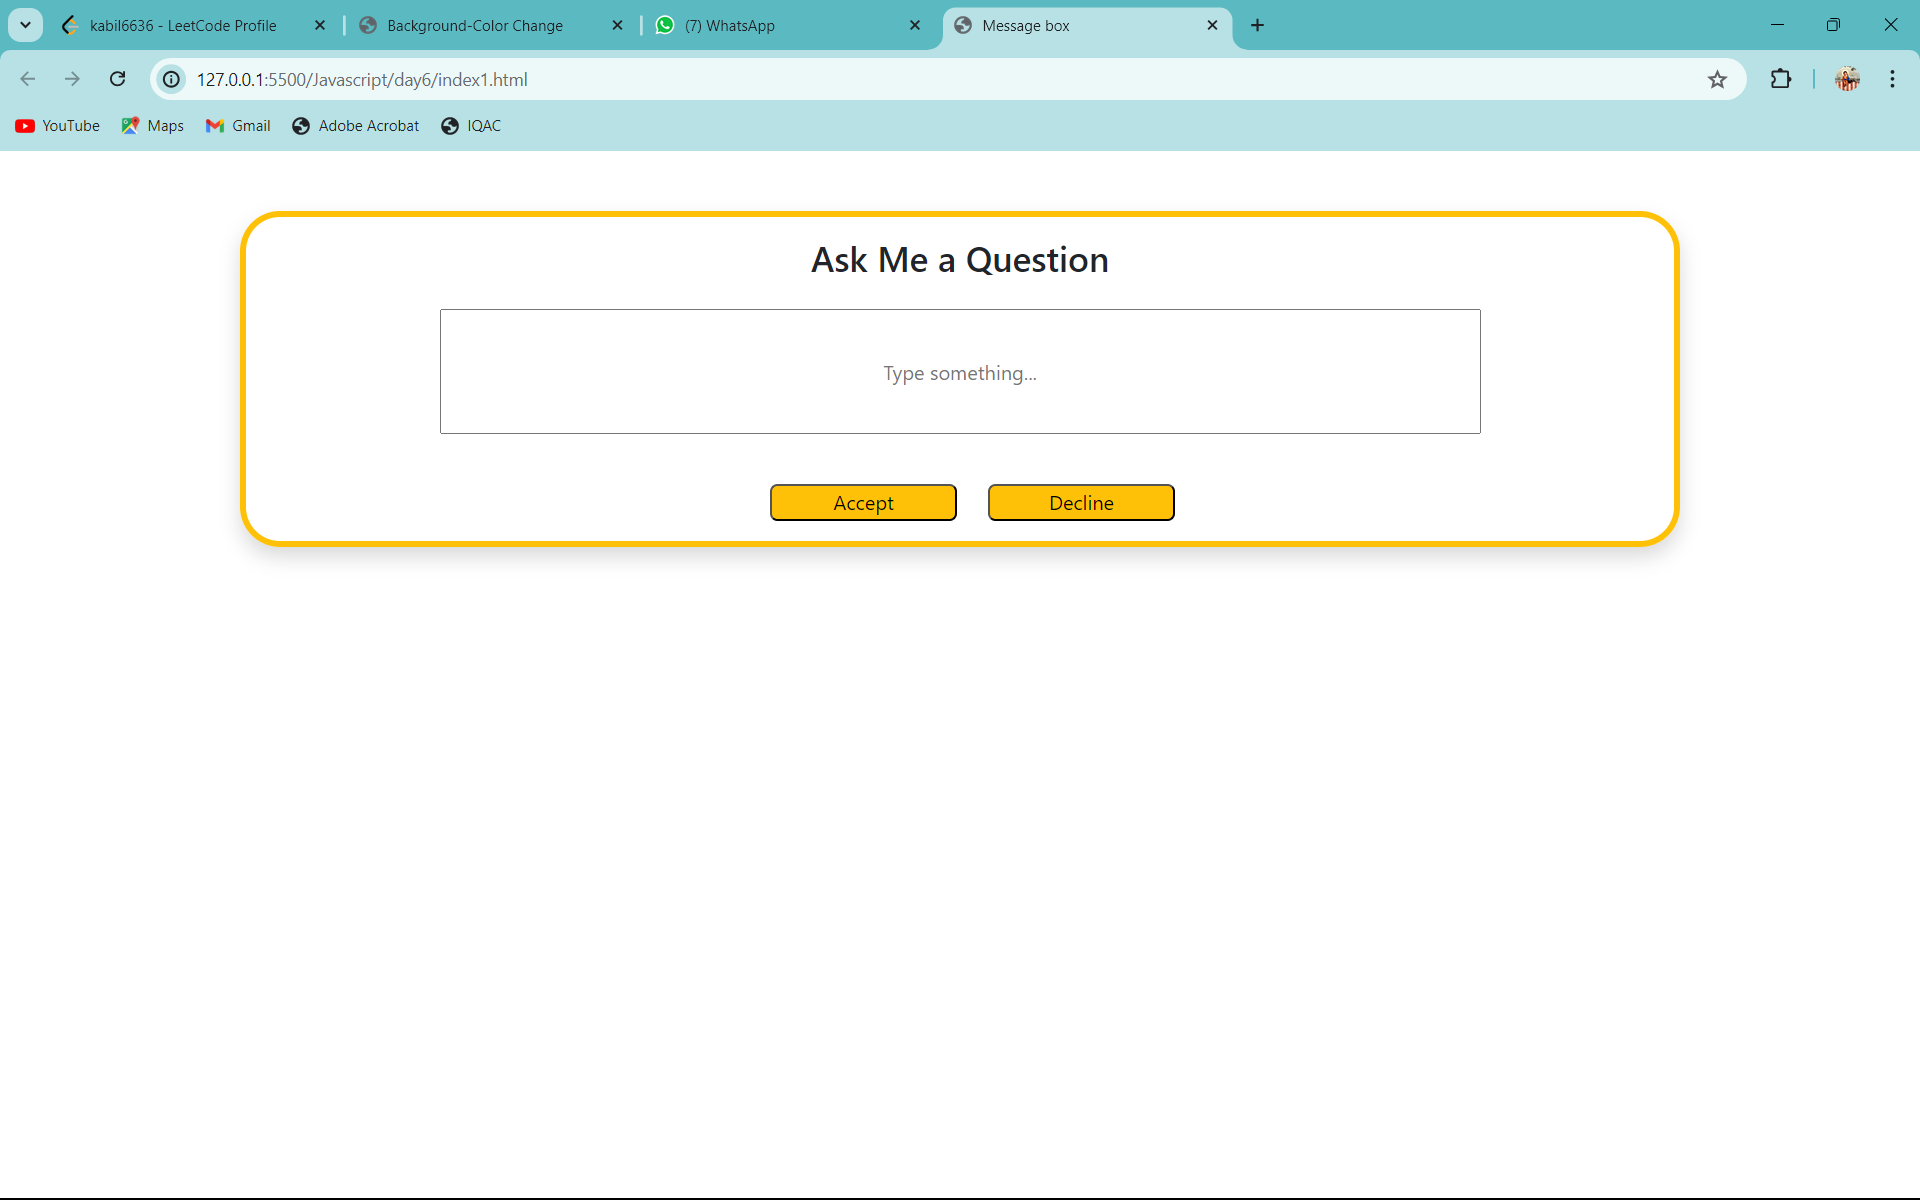 kabil6636 - LeetCode Profile
Background-Color Change
(7) WhatsApp
Message box
127.0.0.1:5500/Javascript/day6/index1.html
YouTube
Maps
Gmail
Adobe Acrobat
IQAC
Ask Me a Question
Type something...
Accept
Decline